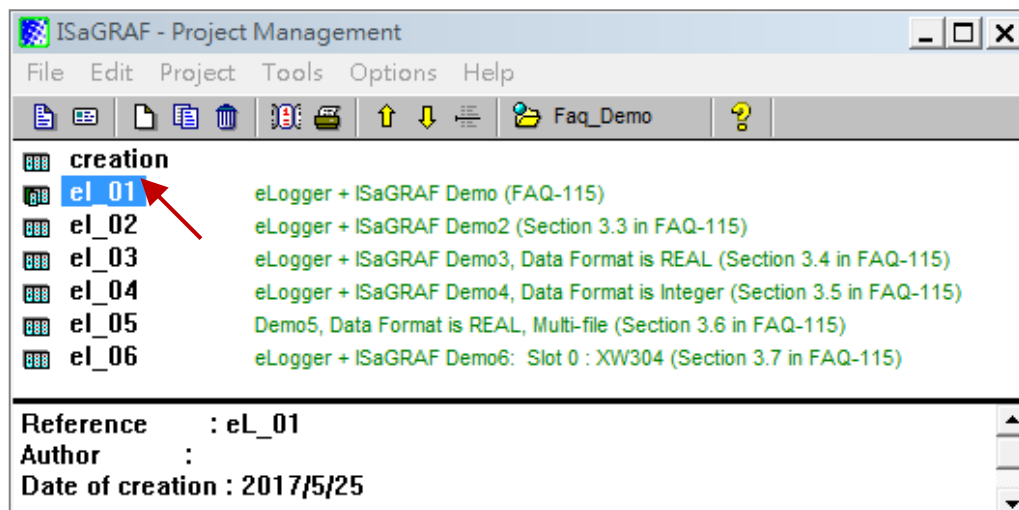 ISaGRAF - Project Management
File Edit Project Tools Options Help
Faq_Demo
creation
el_01 eLogger + ISaGRAF Demo (FAQ-115)
el_02 eLogger + ISaGRAF Demo2 (Section 3.3 in FAQ-115)
el_03 eLogger + ISaGRAF Demo3, Data Format is REAL (Section 3.4 in FAQ-115)
el_04 eLogger + ISaGRAF Demo4, Data Format is Integer (Section 3.5 in FAQ-115)
el_05 Demo5, Data Format is REAL, Multi-file (Section 3.6 in FAQ-115)
el_06 eLogger + ISaGRAF Demo6: Slot 0 : XW304 (Section 3.7 in FAQ-115)
Reference : eL_01
Author :
Date of creation : 2017/5/25